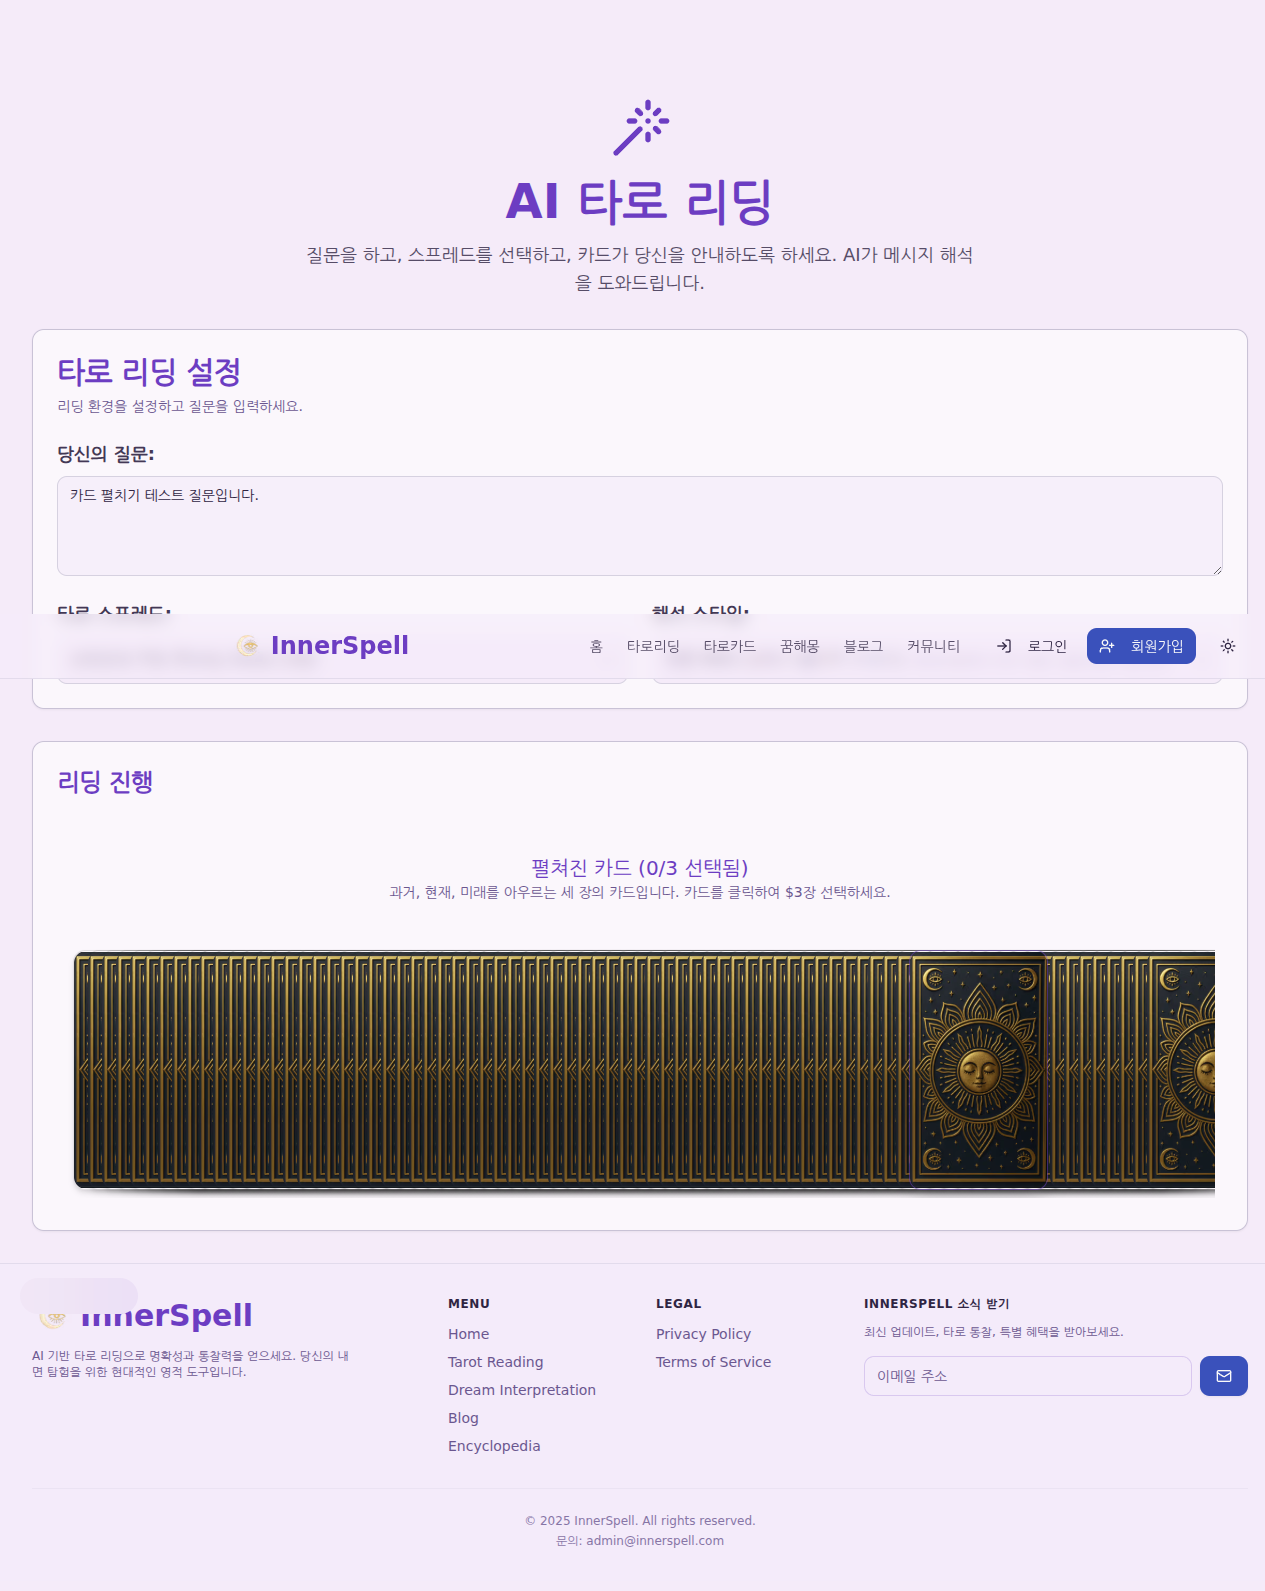 AI 타로 리딩
질문을 하고, 스프레드를 선택하고, 카드가 당신을 안내하도록 하세요. AI가 메시지 해석
을 도와드립니다.
타로 리딩 설정
리딩 환경을 설정하고 질문을 입력하세요.
당신의 질문:
카드 펼치기 테스트 질문입니다.
타로 스프레드:
해석 스타일:
InnerSpell
홈
타로리딩
타로카드
꿈해몽
블로그
커뮤니티
로그인
회원가입
리딩 진행
펼쳐진 카드 (0/3 선택됨)
과거, 현재, 미래를 아우르는 세 장의 카드입니다. 카드를 클릭하여 $3장 선택하세요.
InnerSpell
AI 기반 타로 리딩으로 명확성과 통찰력을 얻으세요. 당신의 내
면 탐험을 위한 현대적인 영적 도구입니다.
MENU
Home
Tarot Reading
Dream Interpretation
Blog
Encyclopedia
LEGAL
Privacy Policy
Terms of Service
INNERSPELL 소식 받기
최신 업데이트, 타로 통찰, 특별 혜택을 받아보세요.
이메일 주소
© 2025 InnerSpell. All rights reserved.
문의: admin@innerspell.com